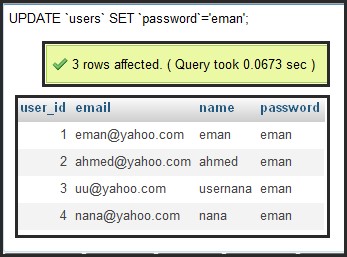 UPDATE `users` SET `password`='eman';
3 rows affected. ( Query took 0.0673 sec )
user_id email name password
1 eman@yahoo.com eman eman
2 ahmed@yahoo.com ahmed eman
3 uu@yahoo.com usernana eman
4 nana@yahoo.com nana eman